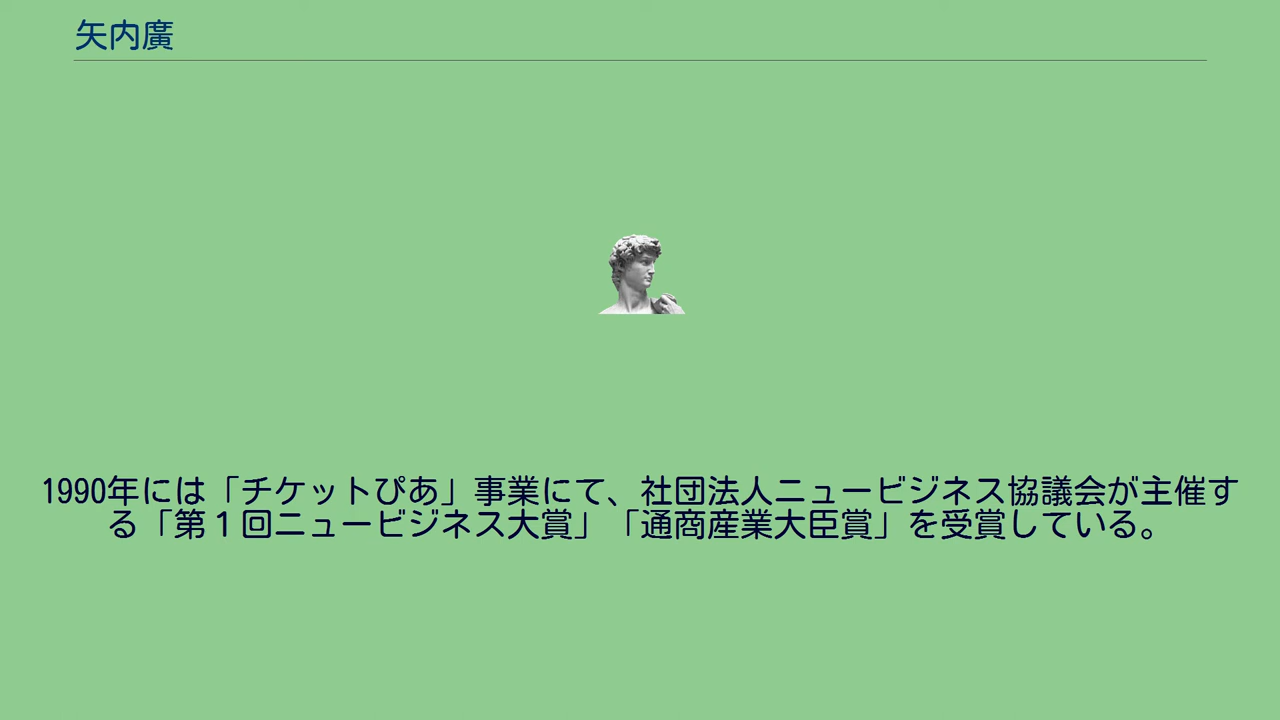 矢内廣
1990年には「チケットぴあ」事業にて、社団法人ニュービジネス協議会が主催す
る「第１回ニュービジネス大賞」「通商産業大臣賞」を受賞している。